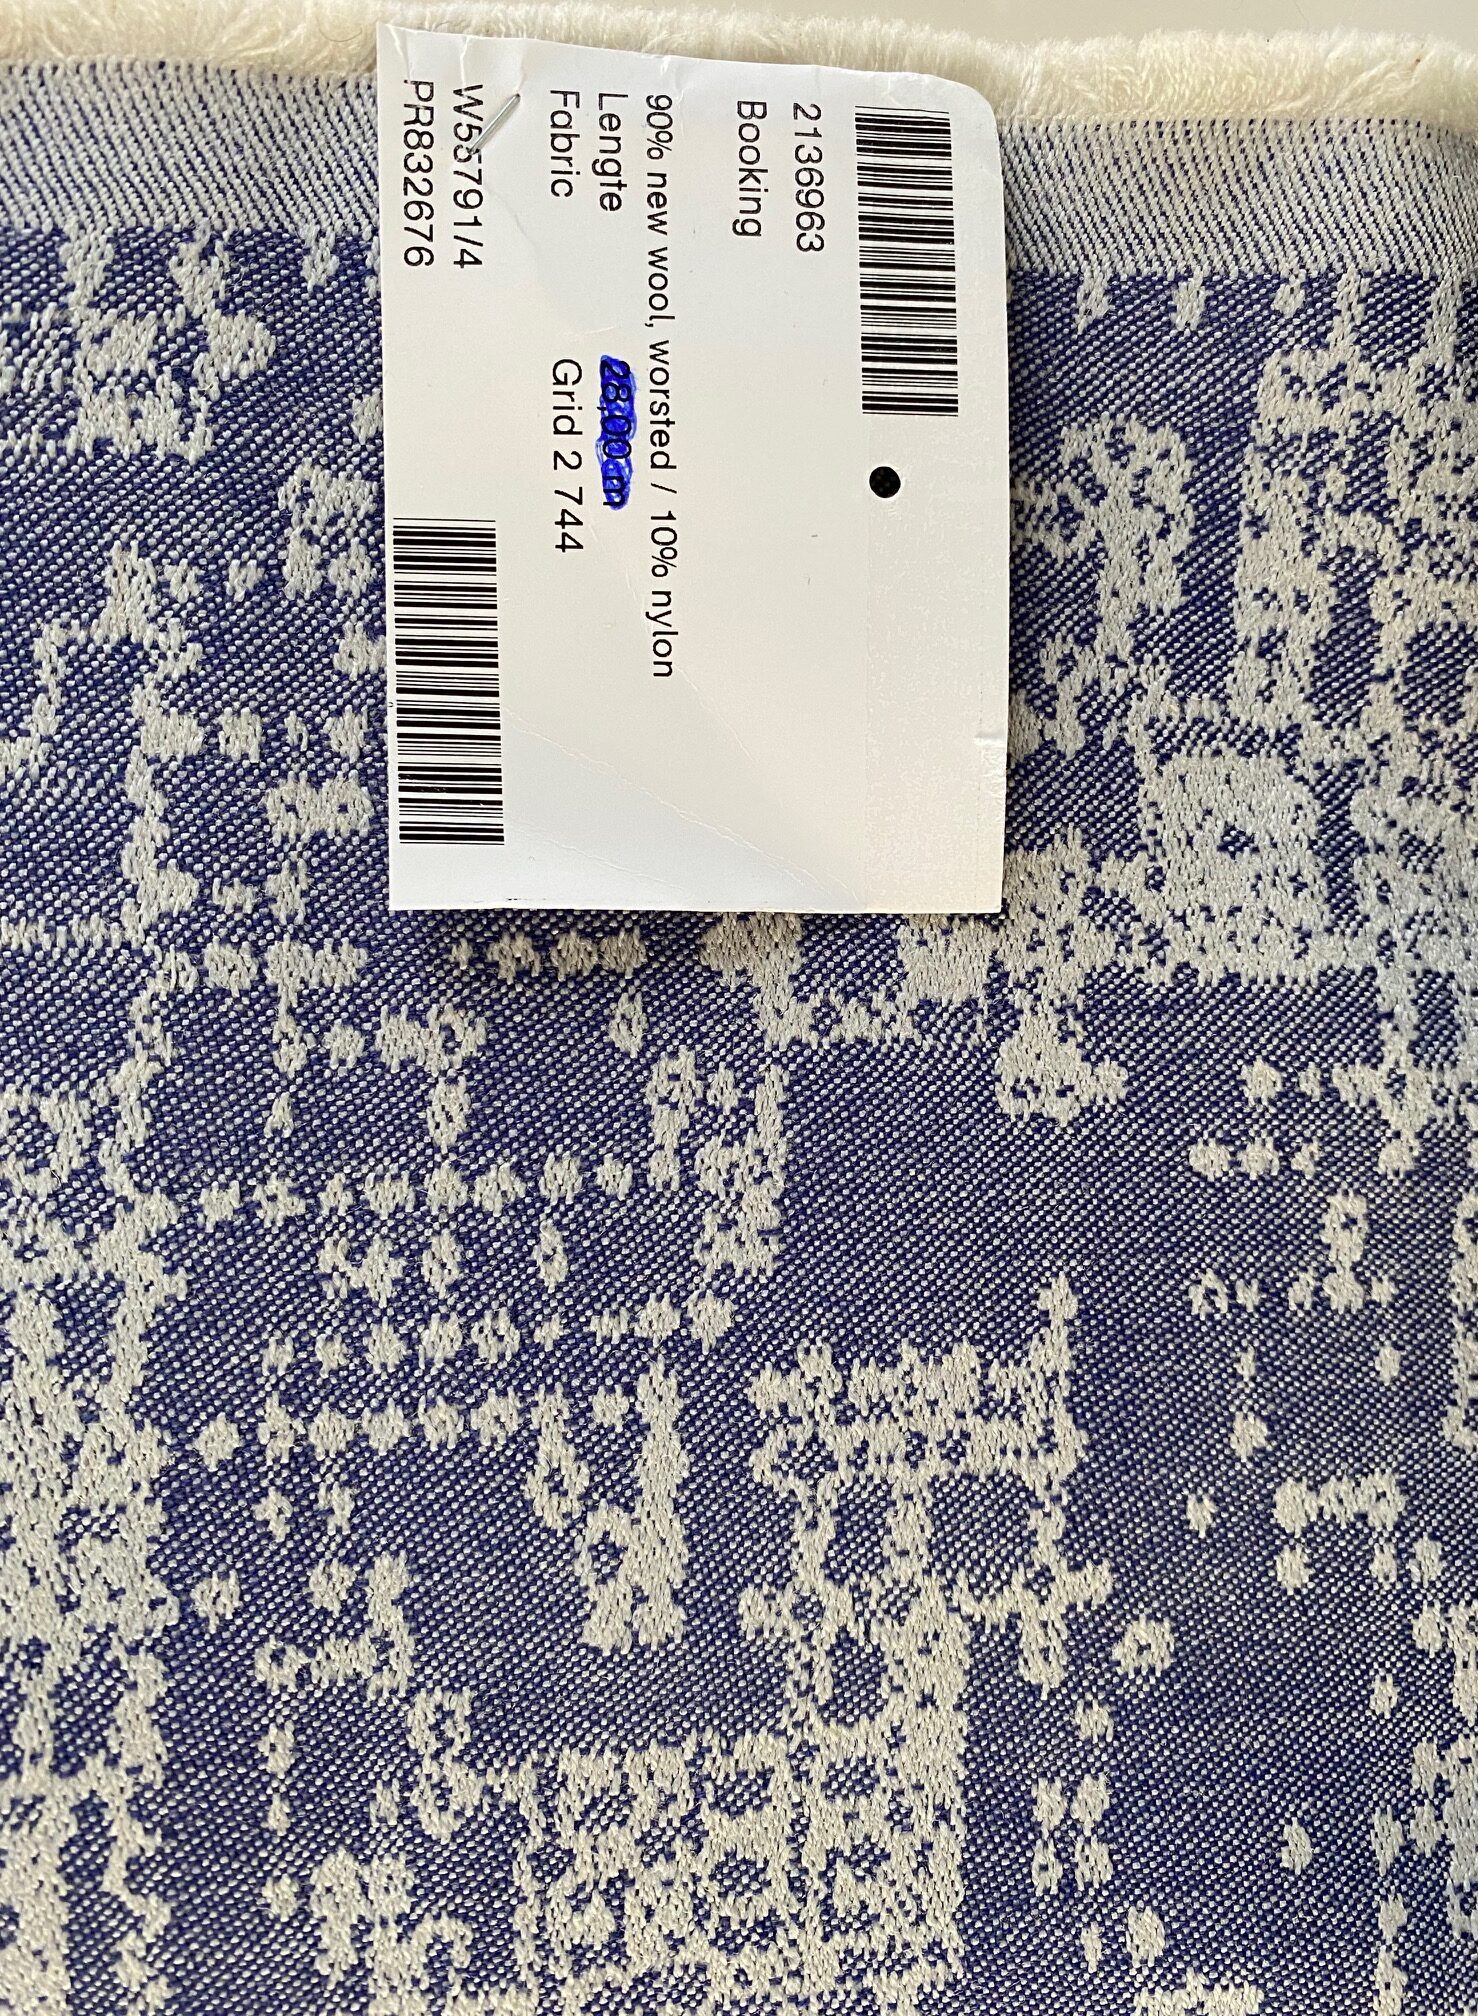 2136963
Booking
90% new wool, worsted / 10% nylon
Lengte 28,00 m
Fabric Grid 2 744
W55791/4
PR832676